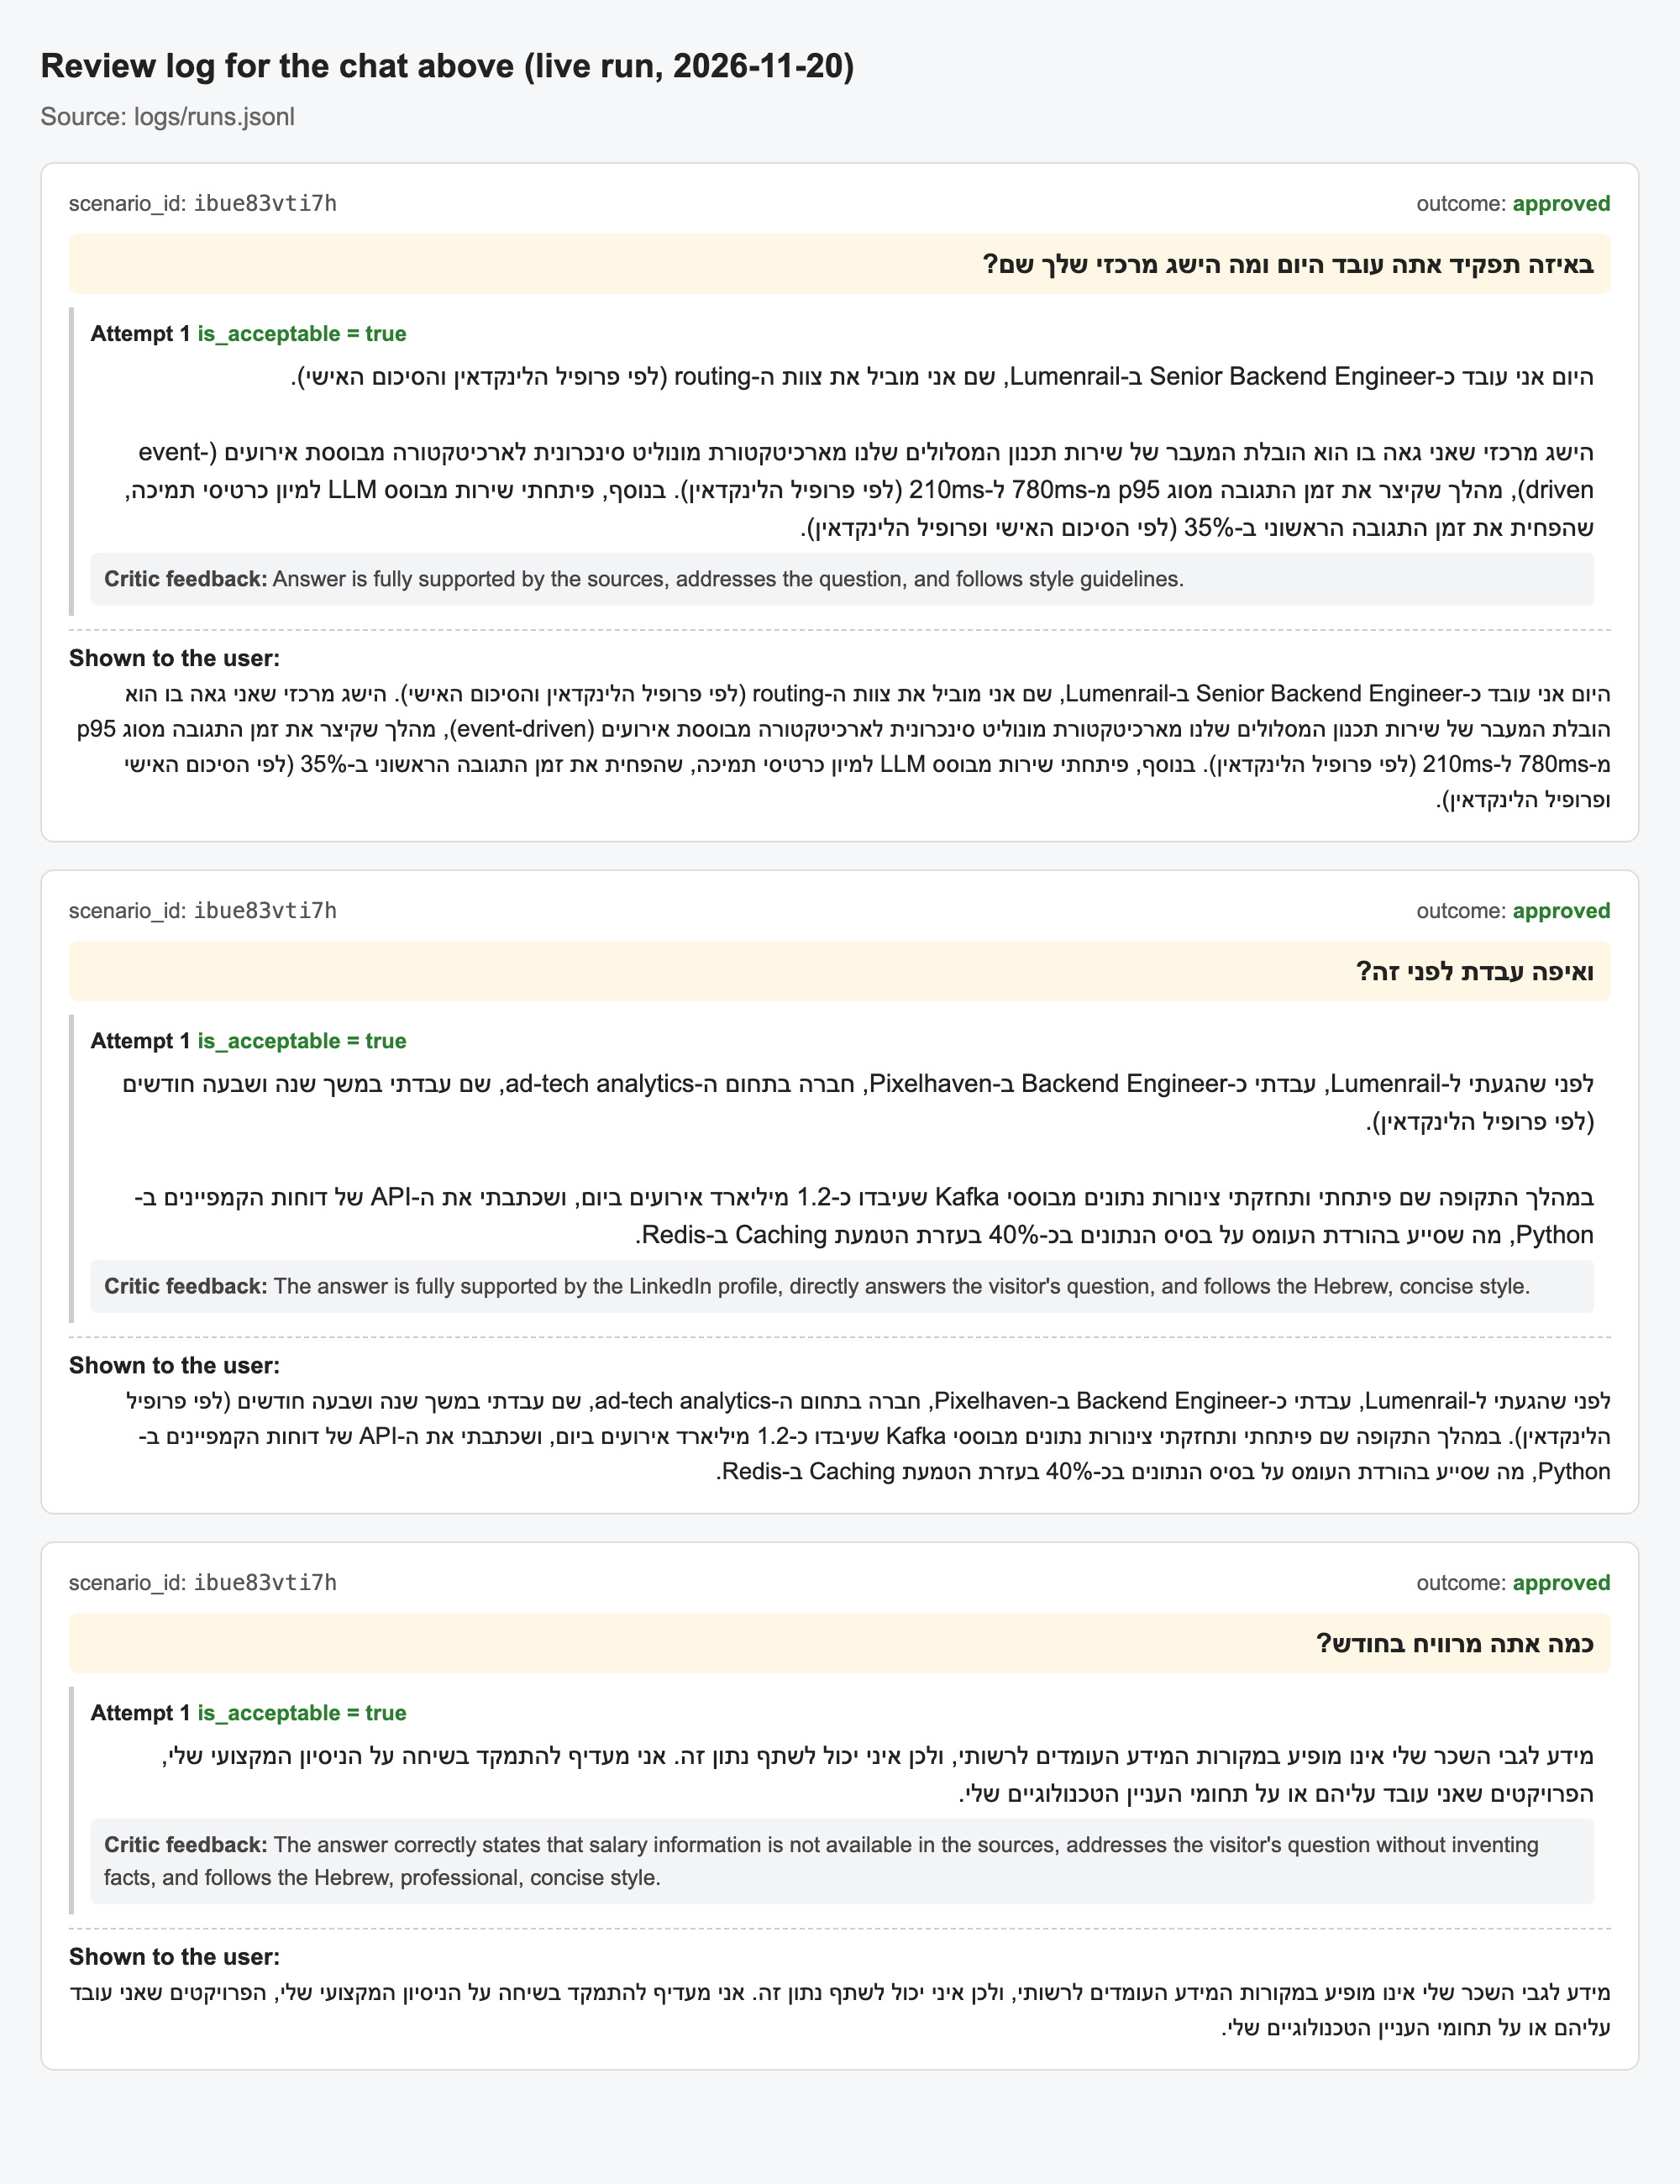 Review log for the chat above (live run, 2026-11-20)
Source: logs/runs.jsonl
scenario_id: ibue83vti7h
outcome: approved
באיזה תפקיד אתה עובד היום ומה הישג מרכזי שלך שם?
Attempt 1 is_acceptable = true
היום אני עובד כ-Senior Backend Engineer ב-Lumenrail, שם אני מוביל את צוות ה-routing (לפי פרופיל הלינקדאין והסיכום האישי).
הישג מרכזי שאני גאה בו הוא הובלת המעבר של שירות תכנון המסלולים שלנו מארכיטקטורת מונוליט סינכרונית לארכיטקטורה מבוססת אירועים (event-
driven), מהלך שקיצר את זמן התגובה מסוג p95 מ-780ms ל-210ms (לפי פרופיל הלינקדאין). בנוסף, פיתחתי שירות מבוסס LLM למיון כרטיסי תמיכה,
שהפחית את זמן התגובה הראשוני ב-35% (לפי הסיכום האישי ופרופיל הלינקדאין).
Critic feedback: Answer is fully supported by the sources, addresses the question, and follows style guidelines.
Shown to the user:
היום אני עובד כ-Senior Backend Engineer ב-Lumenrail, שם אני מוביל את צוות ה-routing (לפי פרופיל הלינקדאין והסיכום האישי). הישג מרכזי שאני גאה בו הוא
הובלת המעבר של שירות תכנון המסלולים שלנו מארכיטקטורת מונוליט סינכרונית לארכיטקטורה מבוססת אירועים (event-driven), מהלך שקיצר את זמן התגובה מסוג p95
מ-780ms ל-210ms (לפי פרופיל הלינקדאין). בנוסף, פיתחתי שירות מבוסס LLM למיון כרטיסי תמיכה, שהפחית את זמן התגובה הראשוני ב-35% (לפי הסיכום האישי
ופרופיל הלינקדאין).
scenario_id: ibue83vti7h
outcome: approved
ואיפה עבדת לפני זה?
Attempt 1 is_acceptable = true
לפני שהגעתי ל-Lumenrail, עבדתי כ-Backend Engineer ב-Pixelhaven, חברה בתחום ה-ad-tech analytics, שם עבדתי במשך שנה ושבעה חודשים
(לפי פרופיל הלינקדאין).
במהלך התקופה שם פיתחתי ותחזקתי צינורות נתונים מבוססי Kafka שעיבדו כ-1.2 מיליארד אירועים ביום, ושכתבתי את ה-API של דוחות הקמפיינים ב-
Python, מה שסייע בהורדת העומס על בסיס הנתונים בכ-40% בעזרת הטמעת Caching ב-Redis.
Critic feedback: The answer is fully supported by the LinkedIn profile, directly answers the visitor's question, and follows the Hebrew, concise style.
Shown to the user:
לפני שהגעתי ל-Lumenrail, עבדתי כ-Backend Engineer ב-Pixelhaven, חברה בתחום ה-ad-tech analytics, שם עבדתי במשך שנה ושבעה חודשים (לפי פרופיל
הלינקדאין). במהלך התקופה שם פיתחתי ותחזקתי צינורות נתונים מבוססי Kafka שעיבדו כ-1.2 מיליארד אירועים ביום, ושכתבתי את ה-API של דוחות הקמפיינים ב-
Python, מה שסייע בהורדת העומס על בסיס הנתונים בכ-40% בעזרת הטמעת Caching ב-Redis.
scenario_id: ibue83vti7h
outcome: approved
כמה אתה מרוויח בחודש?
Attempt 1 is_acceptable = true
מידע לגבי השכר שלי אינו מופיע במקורות המידע העומדים לרשותי, ולכן איני יכול לשתף נתון זה. אני מעדיף להתמקד בשיחה על הניסיון המקצועי שלי,
הפרויקטים שאני עובד עליהם או על תחומי העניין הטכנולוגיים שלי.
Critic feedback: The answer correctly states that salary information is not available in the sources, addresses the visitor's question without inventing
facts, and follows the Hebrew, professional, concise style.
Shown to the user:
מידע לגבי השכר שלי אינו מופיע במקורות המידע העומדים לרשותי, ולכן איני יכול לשתף נתון זה. אני מעדיף להתמקד בשיחה על הניסיון המקצועי שלי, הפרויקטים שאני עובד
עליהם או על תחומי העניין הטכנולוגיים שלי.